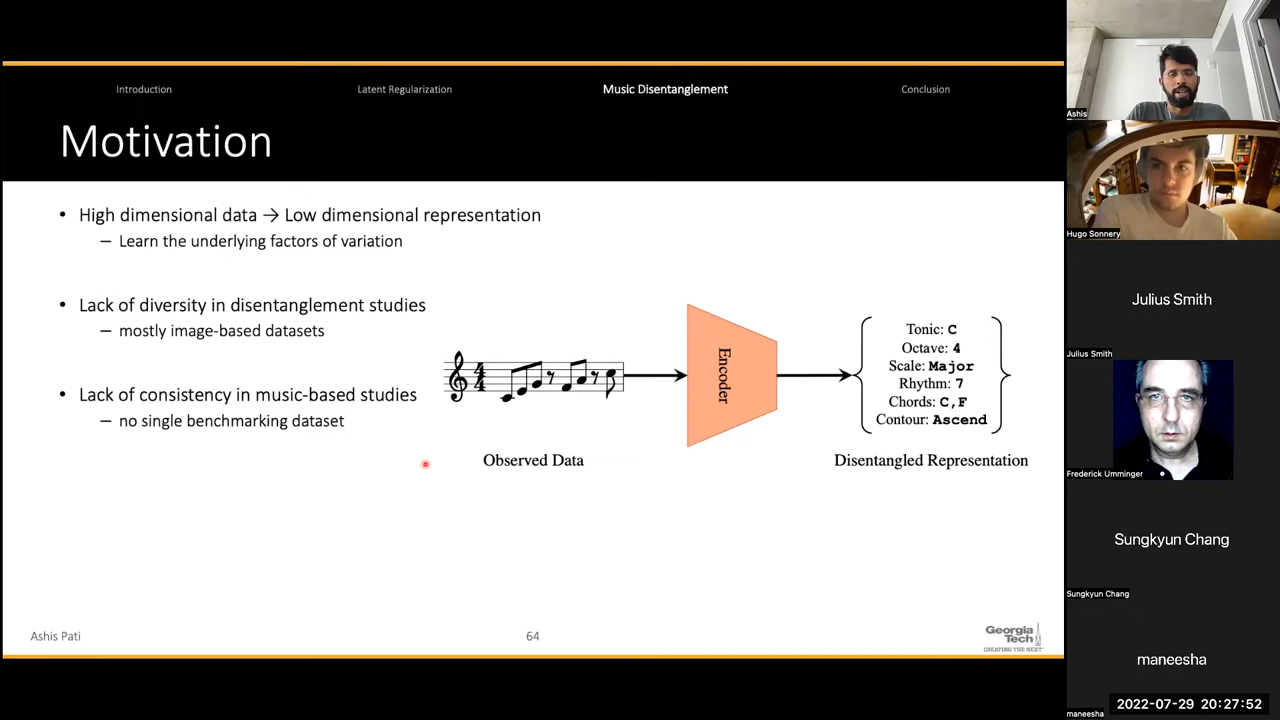 Introduction
Latent Regularization
Music Disentanglement
Conclusion
Motivation
• High dimensional data → Low dimensional representation
– Learn the underlying factors of variation
• Lack of diversity in disentanglement studies
– mostly image-based datasets
• Lack of consistency in music-based studies
– no single benchmarking dataset
4
4
Observed Data
Encoder
Tonic: C
Octave: 4
Scale: Major
Rhythm: 7
Chords: C,F
Contour: Ascend
Disentangled Representation
Ashis Pati
64
Georgia
Tech
CREATING THE NEXT
Ashis
Hugo Sonnery
Julius Smith
Julius Smith
Frederick Umminger
Sungkyun Chang
Sungkyun Chang
maneesha
2022-07-29 20:27:52
maneesha